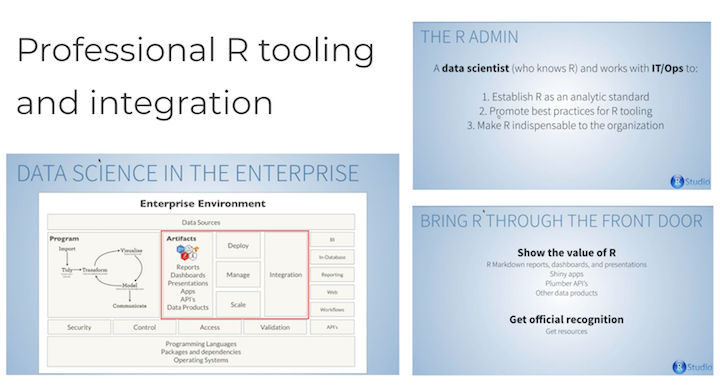 Professional R tooling
and integration
DATA SCIENCE IN THE ENTERPRISE
Enterprise Environment
Data Sources
Program
Import
Tidy
Transform
Visualise
Model
Communicate
Artifacts
Reports
Dashboards
Presentations
Apps
API's
Data Products
Deploy
Manage
Scale
Integration
BI
In-Database
Reporting
Web
Workflows
API's
Security
Control
Access
Validation
Programming Languages
Packages and dependencies
Operating Systems
THE R ADMIN
A data scientist (who knows R) and works with IT/Ops to:
1. Establish R as an analytic standard
2. Promote best practices for R tooling
3. Make R indispensable to the organization
R Studio
BRING R THROUGH THE FRONT DOOR
Show the value of R
R Markdown reports, dashboards, and presentations
Shiny apps
Plumber API's
Other data products
Get official recognition
Get resources
R Studio